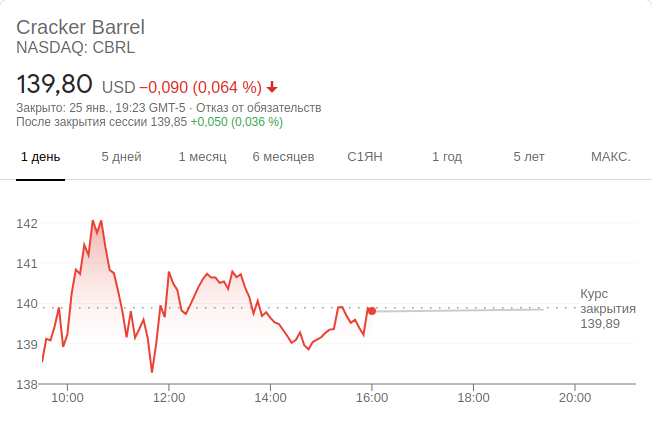 Cracker Barrel
NASDAQ: CBRL
139,80 USD −0,090 (0,064 %)
Закрыто: 25 янв., 19:23 GMT-5 · Отказ от обязательств
После закрытия сессии 139,85 +0,050 (0,036 %)
1 день 5 дней 1 месяц 6 месяцев С1ЯН 1 год 5 лет МАКС.
142
141
140
139
138
Курс
закрытия
139,89
10:00 12:00 14:00 16:00 18:00 20:00